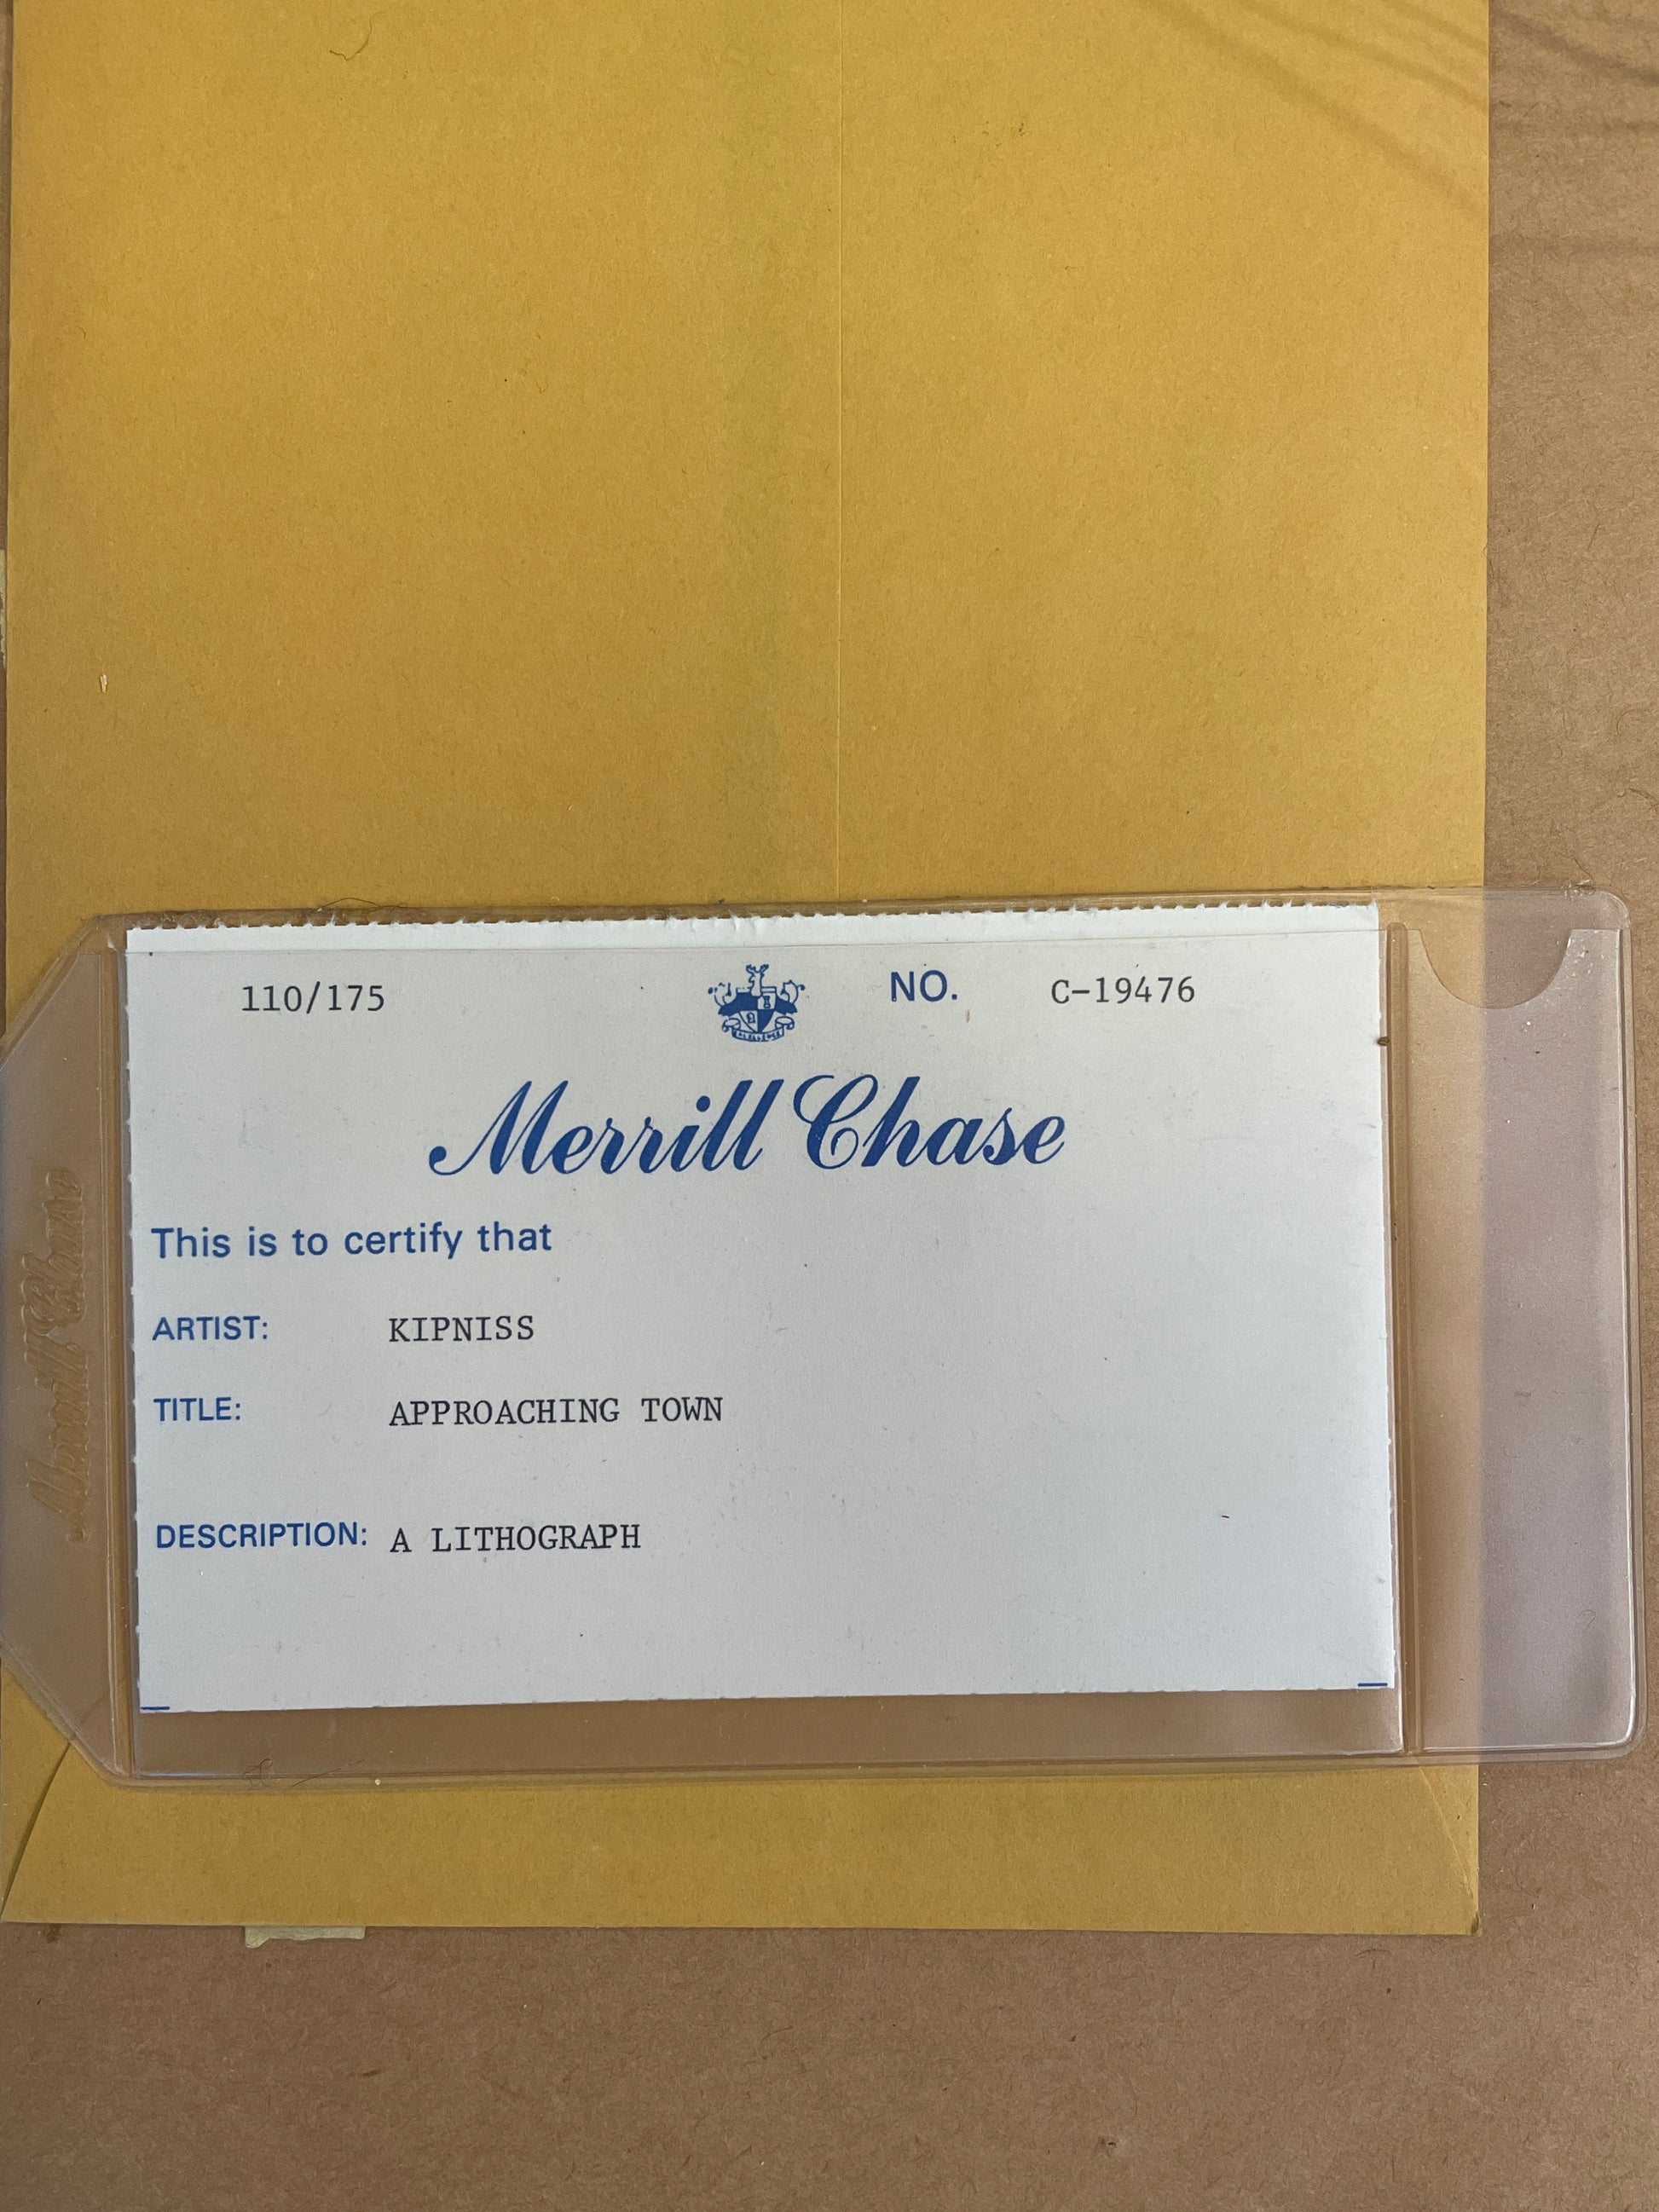 110/175 NO. C-19476
Merrill Chase
This is to certify that
ARTIST: KIPNISS
TITLE: APPROACHING TOWN
DESCRIPTION: A LITHOGRAPH
Merrill Chase